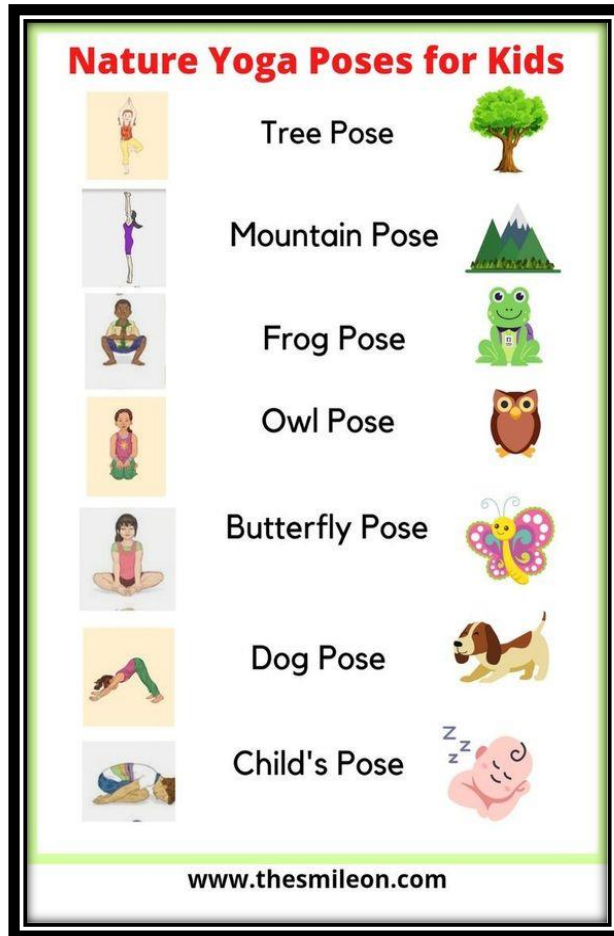 Nature Yoga Poses for Kids
Tree Pose
Mountain Pose
Frog Pose
Owl Pose
Butterfly Pose
Dog Pose
Child's Pose
Z Z
z Z
www.thesmileon.com